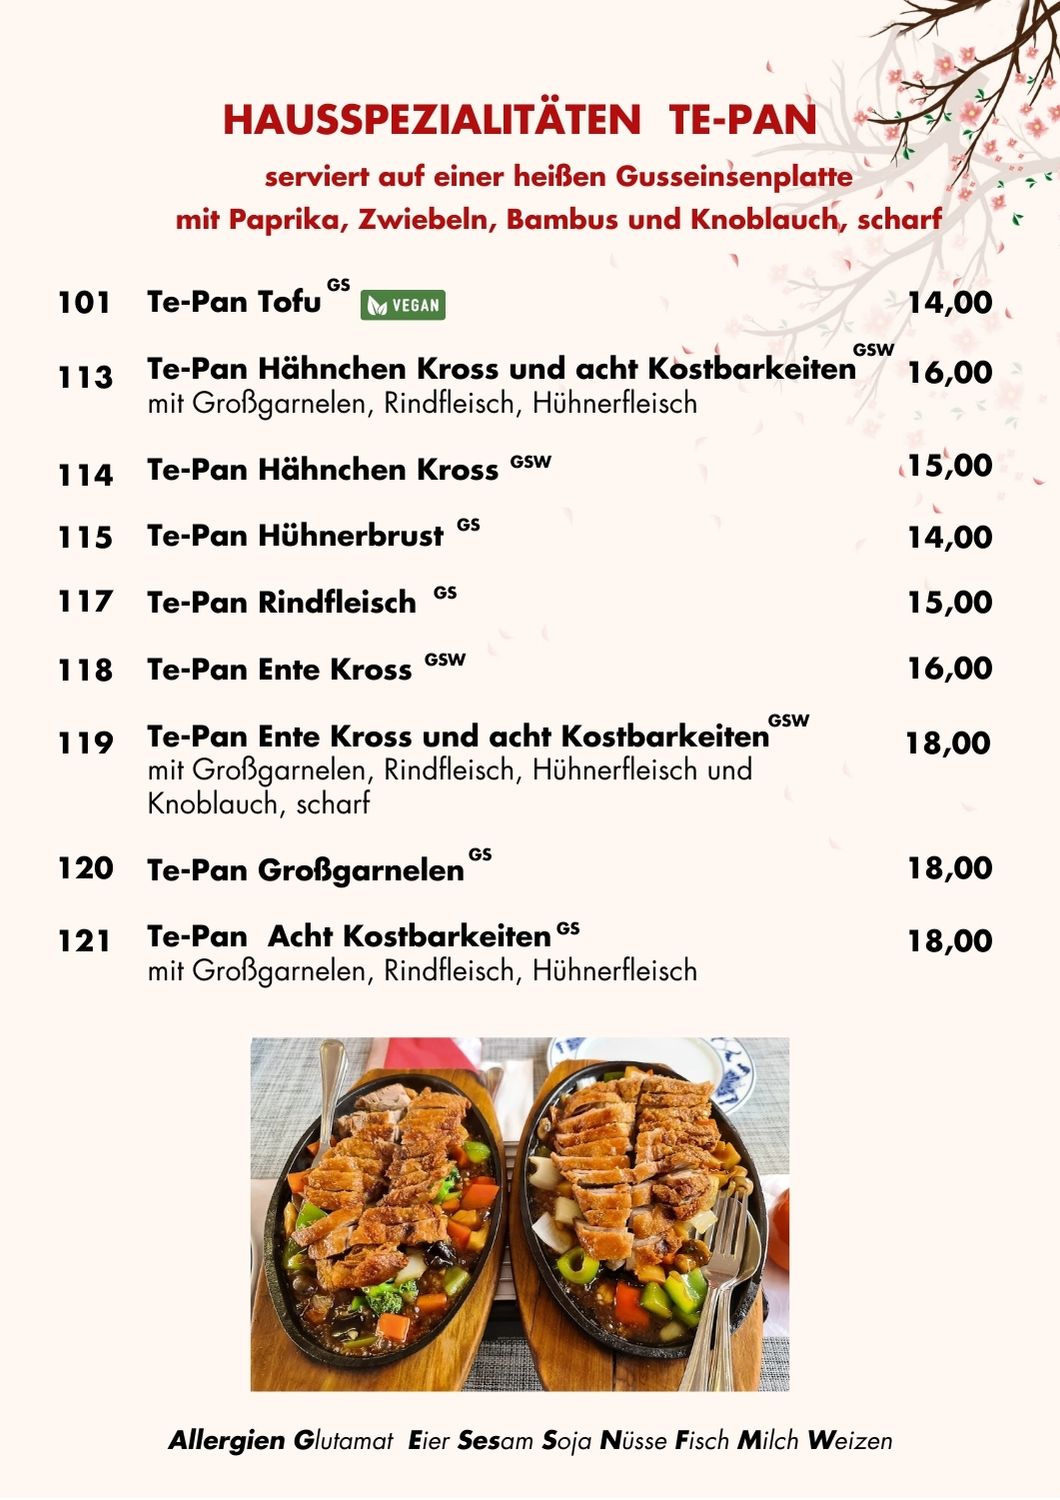 HAUSSPEZIALITÄTEN TE-PAN
serviert auf einer heißen Gusseinsenplatte
mit Paprika, Zwiebeln, Bambus und Knoblauch, scharf
101 Te-Pan Tofu GS VEGAN 14,00
113 Te-Pan Hähnchen Kross und acht Kostbarkeiten GSW 16,00
mit Großgarnelen, Rindfleisch, Hühnerfleisch
114 Te-Pan Hähnchen Kross GSW 15,00
115 Te-Pan Hühnerbrust GS 14,00
117 Te-Pan Rindfleisch GS 15,00
118 Te-Pan Ente Kross GSW 16,00
119 Te-Pan Ente Kross und acht Kostbarkeiten GSW 18,00
mit Großgarnelen, Rindfleisch, Hühnerfleisch und
Knoblauch, scharf
120 Te-Pan Großgarnelen GS 18,00
121 Te-Pan Acht Kostbarkeiten GS 18,00
mit Großgarnelen, Rindfleisch, Hühnerfleisch
Allergien Glutamat Eier Sesam Soja Nüsse Fisch Milch Weizen